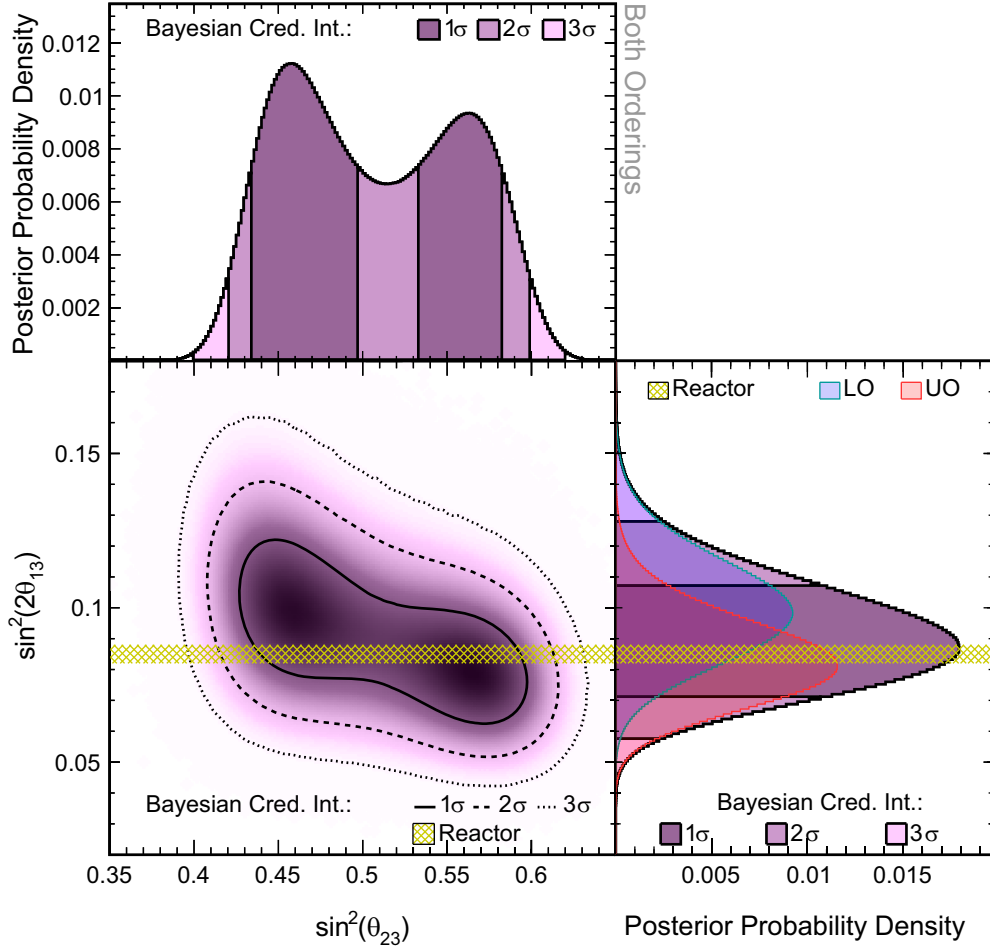 Bayesian Cred. Int.: 1σ 2σ 3σ
Both Orderings
Posterior Probability Density
0.012
0.01
0.008
0.006
0.004
0.002
Reactor LO UO
sin²(2θ₁₃)
0.15
0.1
0.05
Bayesian Cred. Int.: 1σ 2σ 3σ
Reactor
Bayesian Cred. Int.:
1σ 2σ 3σ
0.35 0.4 0.45 0.5 0.55 0.6
0.005 0.01 0.015
sin²(θ₂₃)
Posterior Probability Density